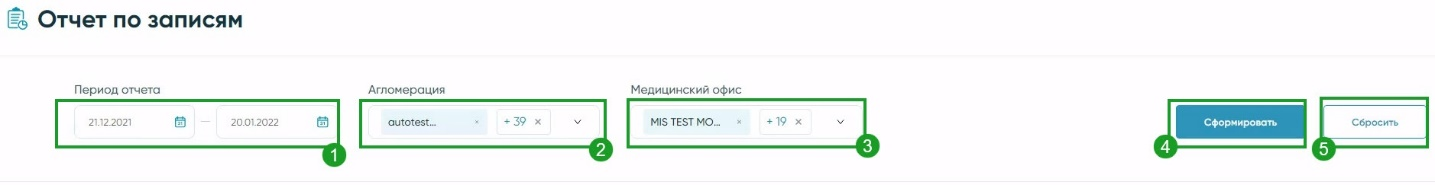 Отчет по записям
Период отчета Агломерация Медицинский офис
21.12.2021 — 20.01.2022 autotest... × + 39 × MIS TEST MO... × + 19 × Сформировать Сбросить
1 2 3 4 5